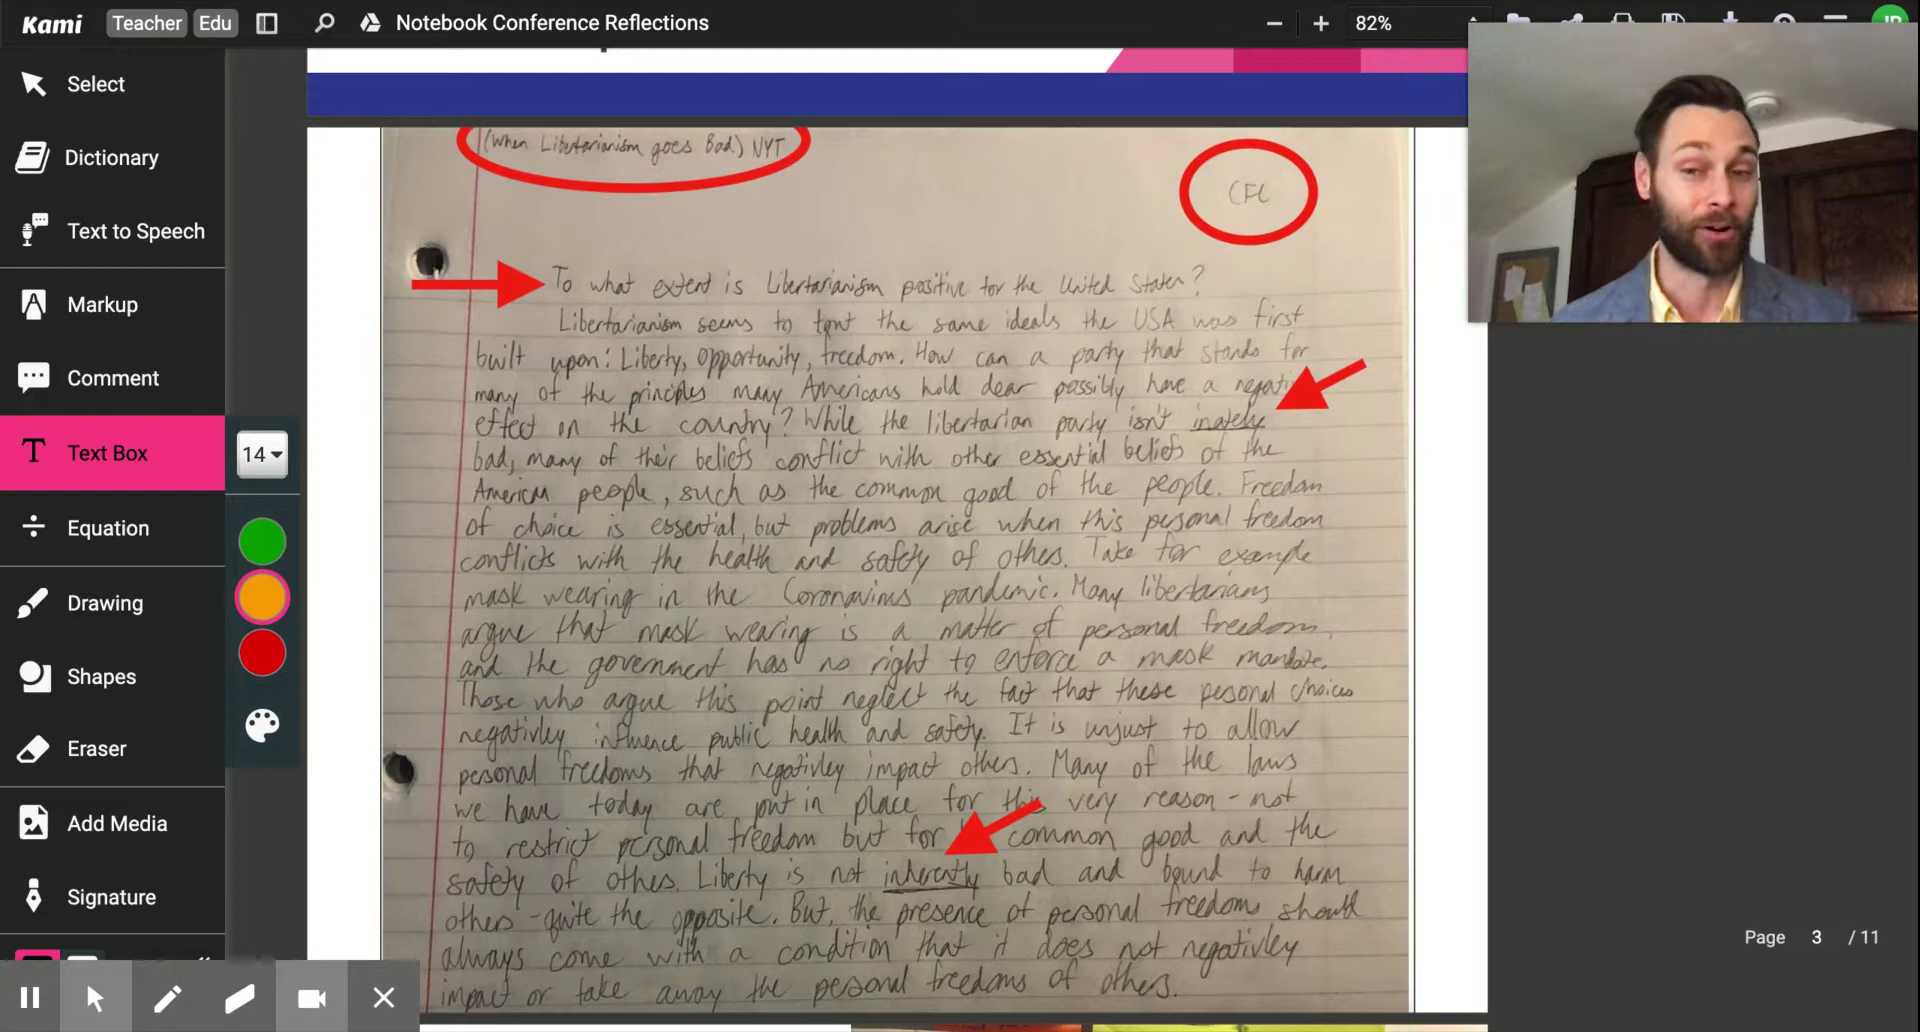 Kami Teacher Edu Notebook Conference Reflections 82%
Select
Dictionary
Text to Speech
Markup
Comment
Text Box
14
Equation
Drawing
Shapes
Eraser
Add Media
Signature
(When Libertarianism goes Bad) NYT
CFC
To what extent is Libertarianism positive for the United States?
Libertarianism seems to tout the same ideals the USA was first
built upon: Liberty, opportunity, freedom. How can a party that stands for
many of the principles many Americans hold dear possibly have a
effect on the country? While the libertarian party isn't inately
bad, many of their beliefs conflict with other essential beliefs of the
American people, such as the common good of the people. Freedom
of choice is essential, but problems arise when this personal freedom
conflicts with the health and safety of others. Take for example
mask wearing in the Coronavirus pandemic. Many libertarians
argue that mask wearing is a matter of personal freedom,
and the government has no right to enforce a mask mandate.
Those who argue this point neglect the fact that these personal choices
negativley influence public health and safety. It is unjust to allow
personal freedoms that negativley impact others. Many of the laws
we have today are put in place for this very reason - not
to restrict personal freedom but for common good and the
safety of others. Liberty is not inherently bad and bound to harm
others - quite the opposite. But, the presence of personal freedoms should
always come with a condition that it does not negativley
impact or take away the personal freedoms of others.
Page 3 / 11